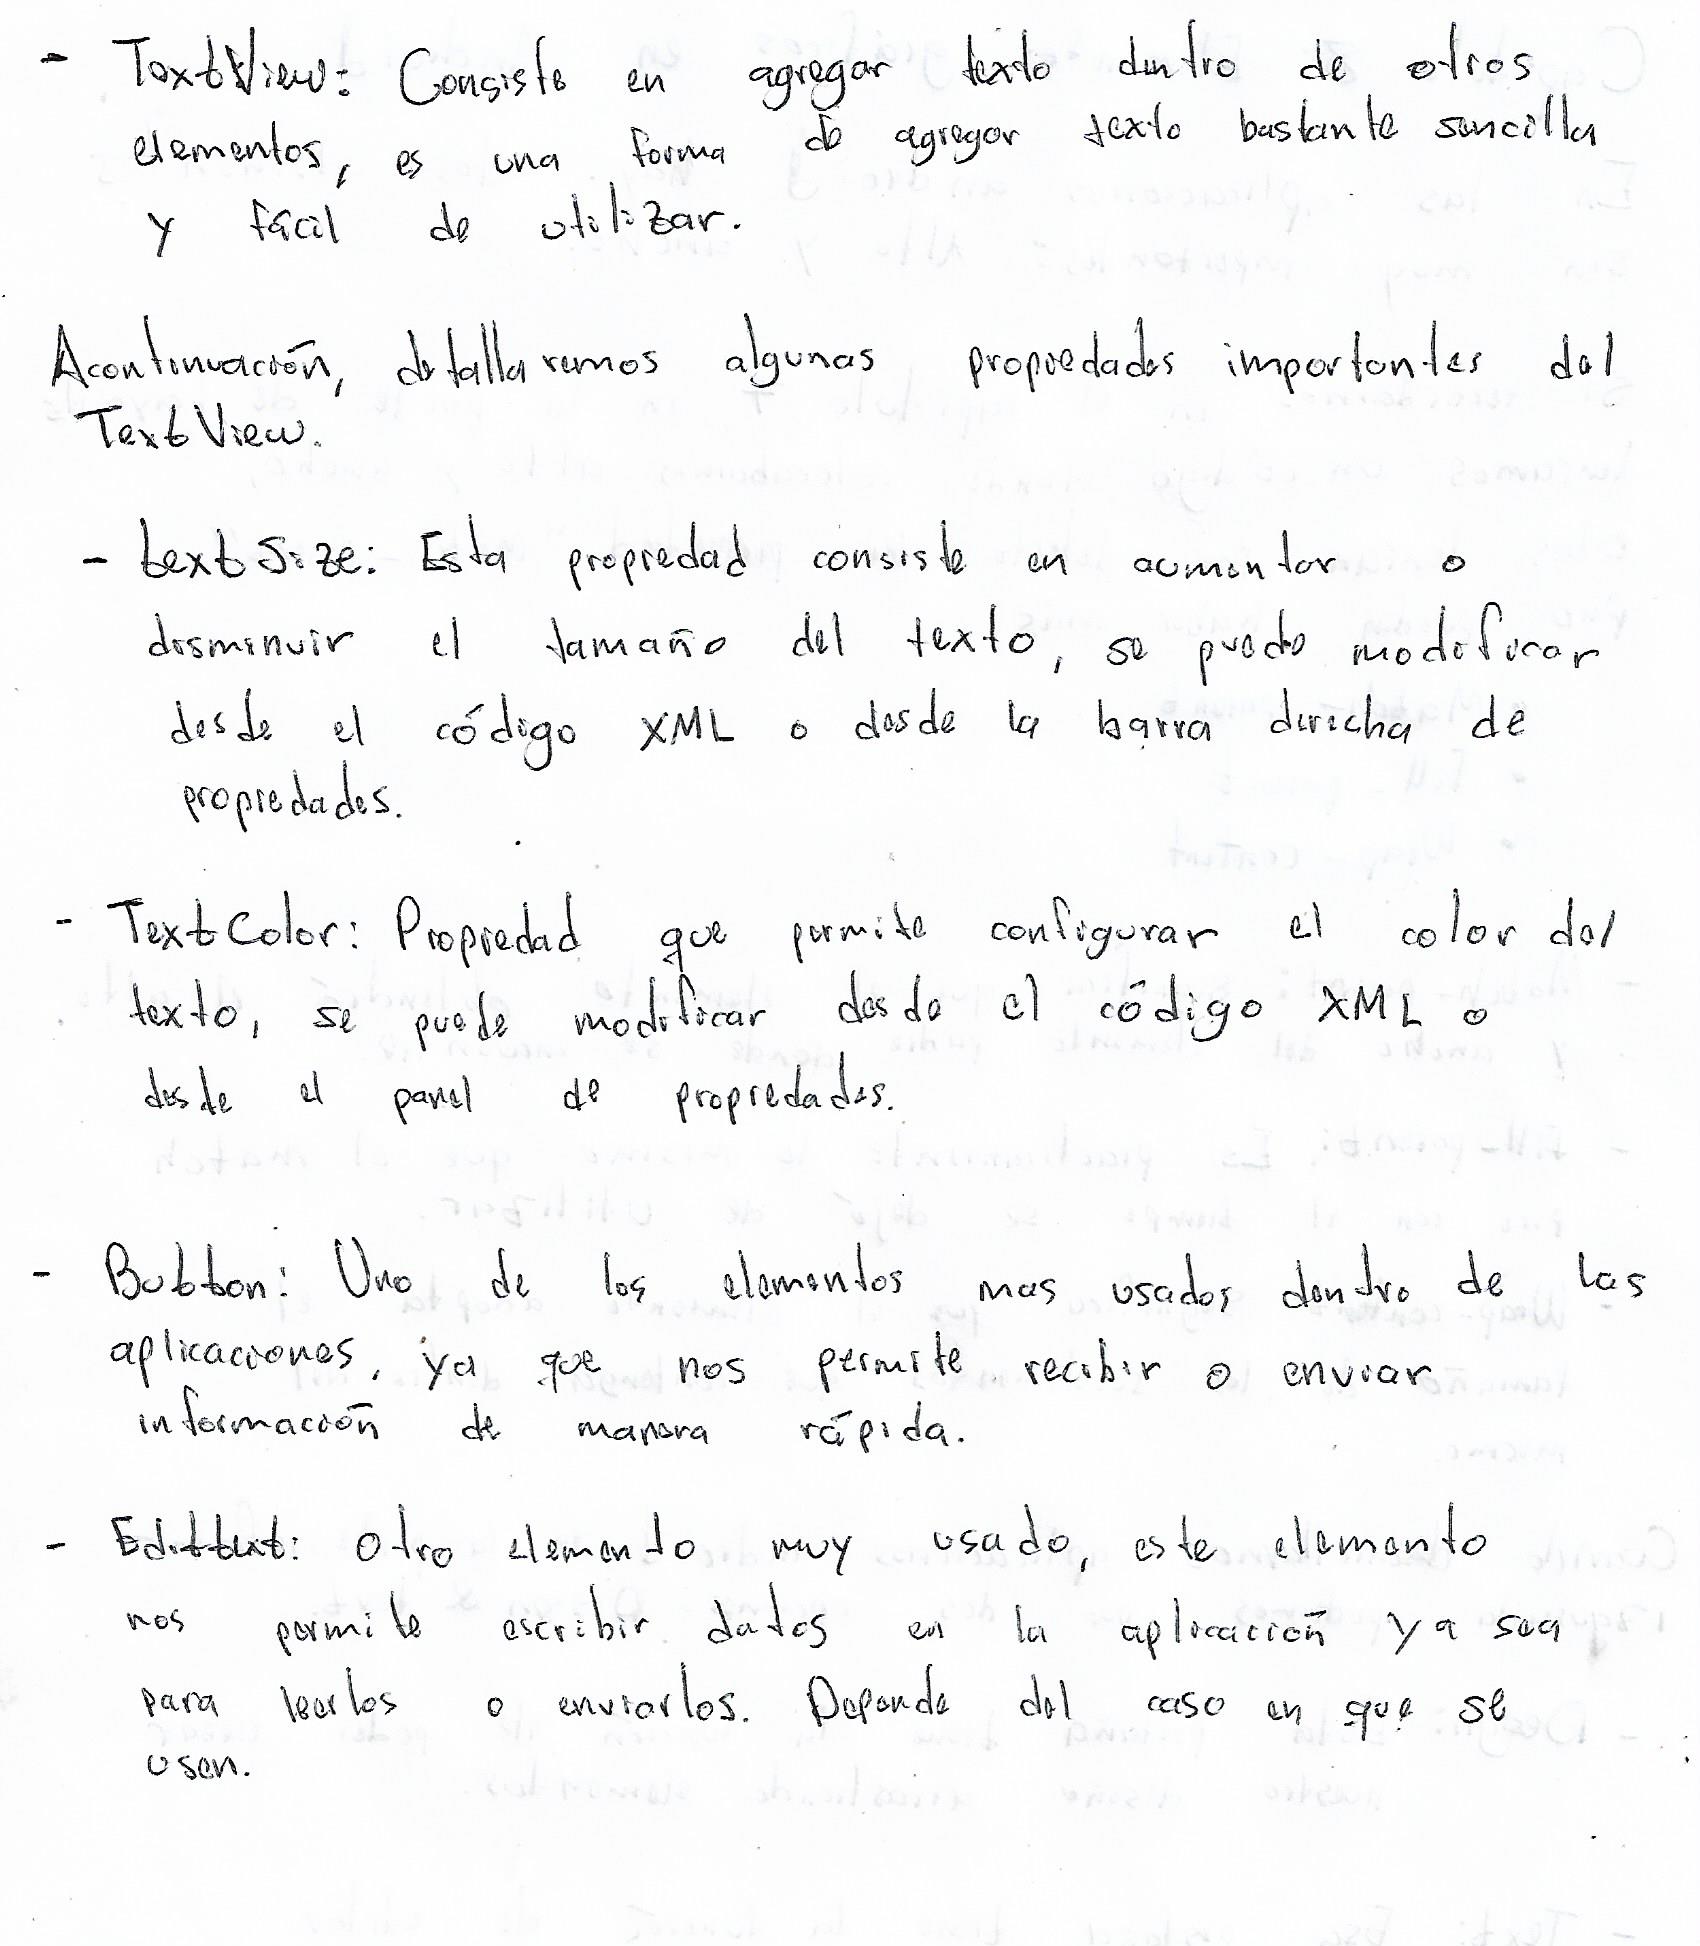 - TextView: Consiste en agregar texto dentro de otros
elementos, es una forma de agregar texto bastante sencilla
y fácil de utilizar.
Acontinuación, detallaremos algunas propiedades importantes del
TextView.
- textSize: Esta propiedad consiste en aumentar o
disminuir el tamaño del texto, se puede modificar
desde el código XML o desde la barra derecha de
propiedades.
- TextColor: Propiedad que permite configurar el color del
texto, se puede modificar desde el código XML o
desde el panel de propiedades.
- Button: Uno de los elementos mas usados dentro de las
aplicaciones, ya que nos permite recibir o enviar
información de manera rápida.
- Edittext: Otro elemento muy usado, este elemento
nos permite escribir datos en la aplicación ya sea
para leerlos o enviarlos. Depende del caso en que se
usen.